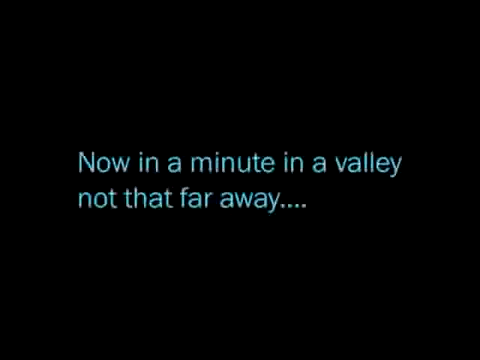 Now in a minute in a valley
not that far away....